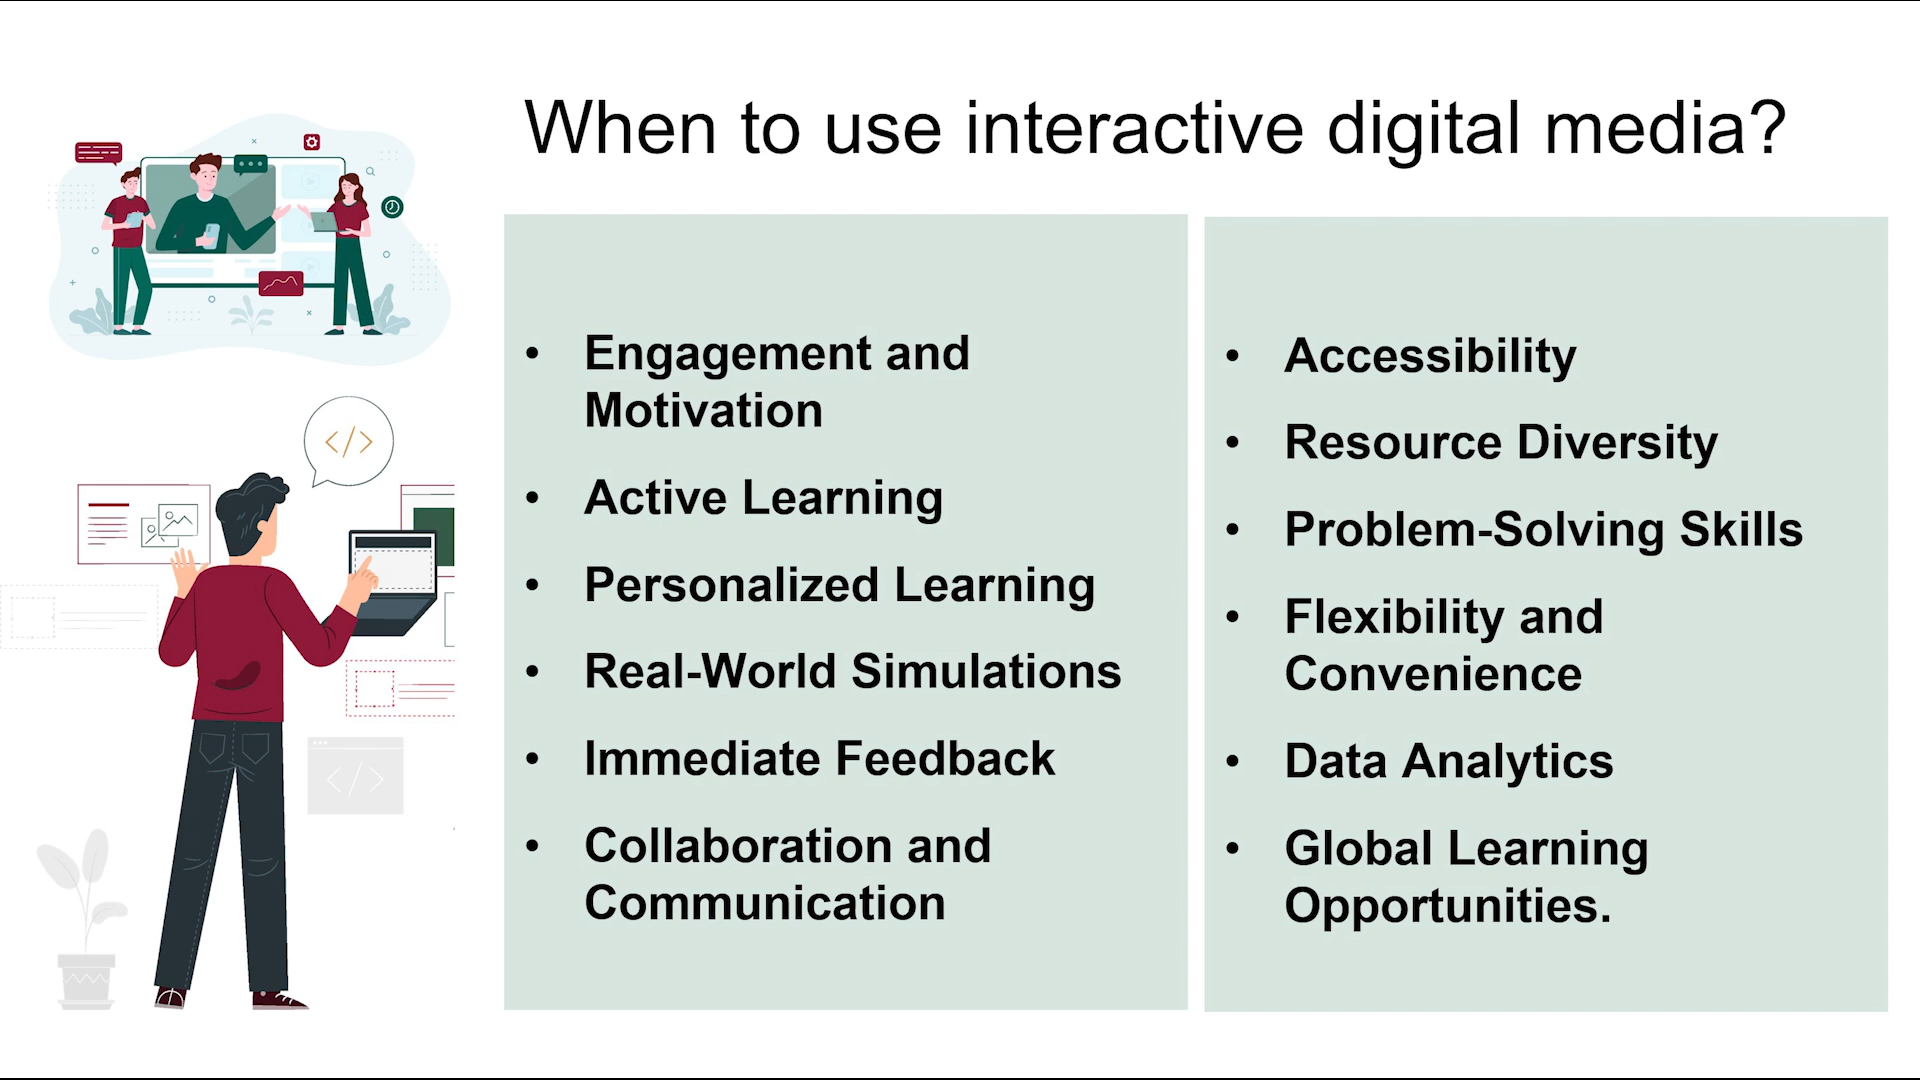 When to use interactive digital media?
• Engagement and
Motivation
• Active Learning
• Personalized Learning
• Real-World Simulations
• Immediate Feedback
• Collaboration and
Communication
• Accessibility
• Resource Diversity
• Problem-Solving Skills
• Flexibility and
Convenience
• Data Analytics
• Global Learning
Opportunities.